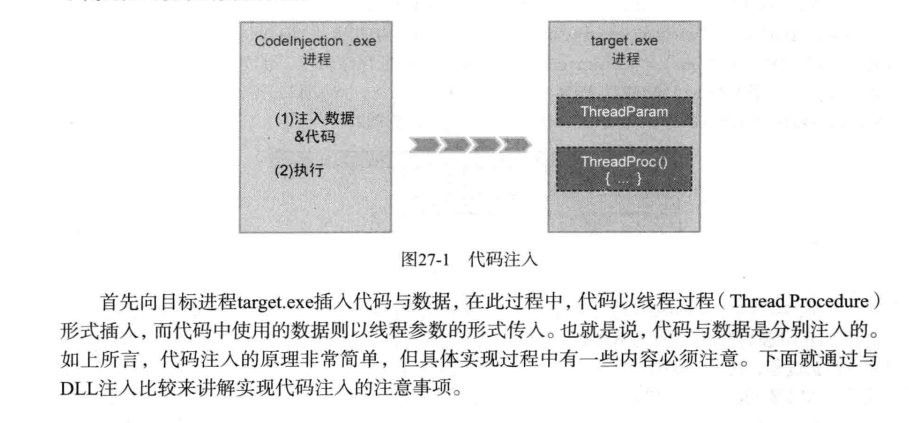 CodeInjection .exe
进程
(1)注入数据
&代码
(2)执行
target.exe
进程
ThreadParam
ThreadProc()
{ ... }
图27-1 代码注入
首先向目标进程target.exe插入代码与数据，在此过程中，代码以线程过程（Thread Procedure）
形式插入，而代码中使用的数据则以线程参数的形式传入。也就是说，代码与数据是分别注入的。
如上所言，代码注入的原理非常简单，但具体实现过程中有一些内容必须注意。下面就通过与
DLL注入比较来讲解实现代码注入的注意事项。